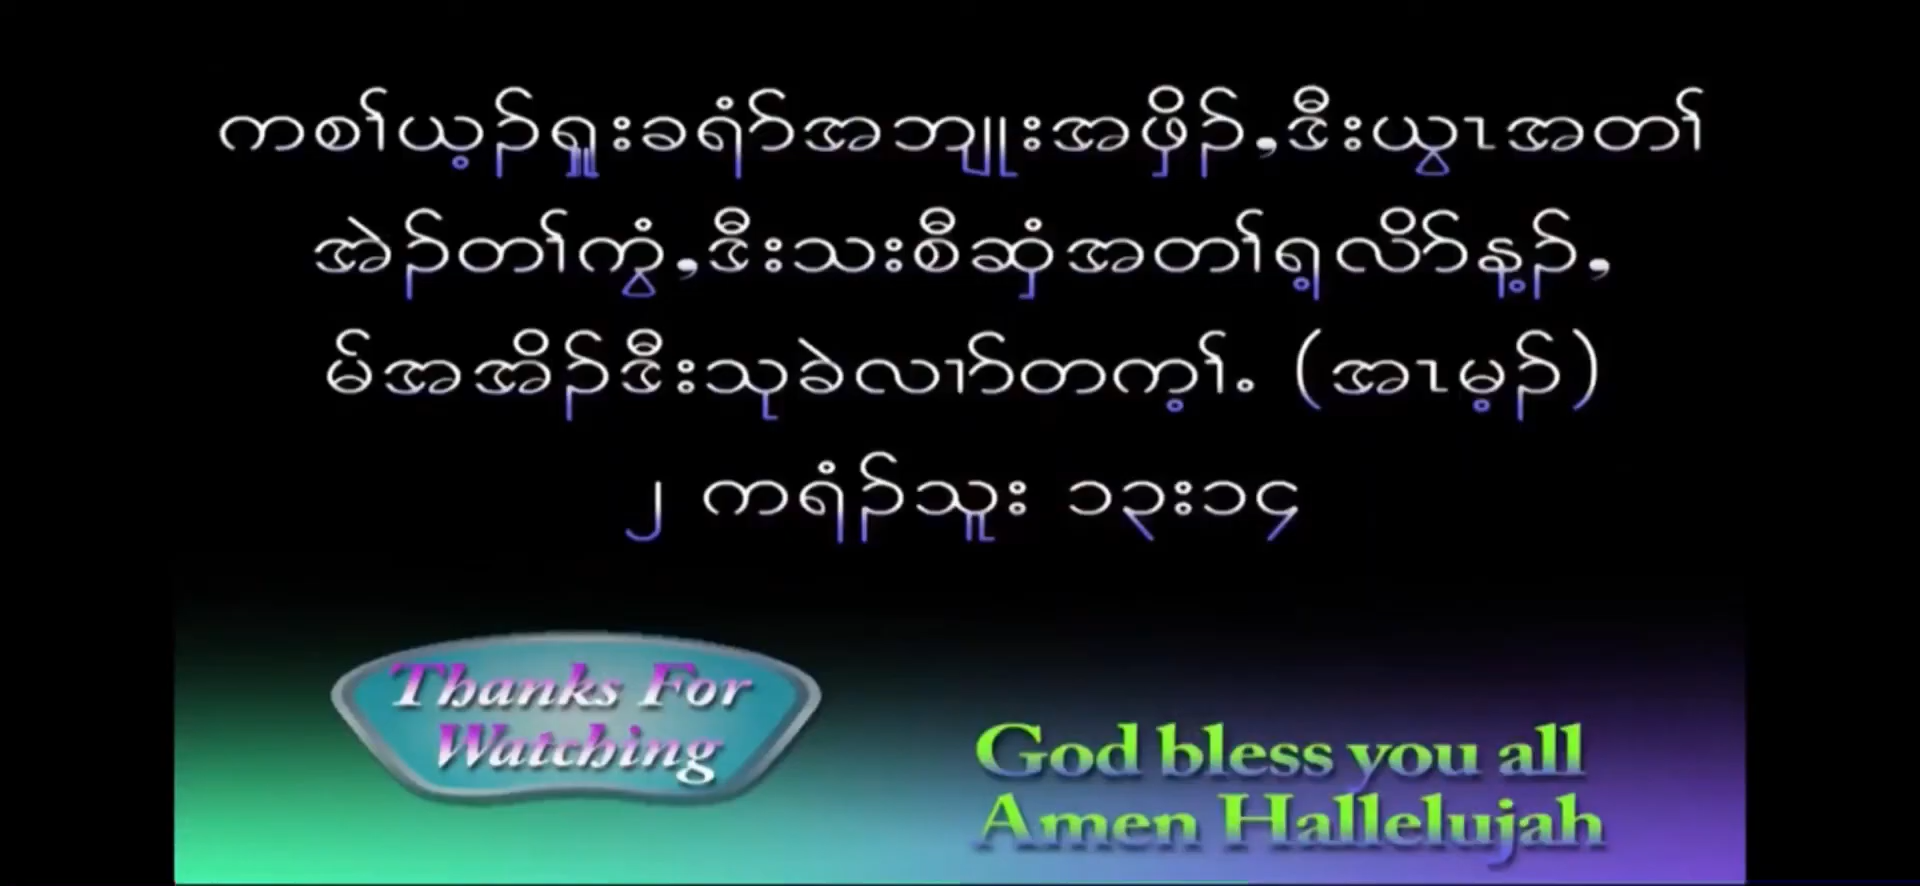 ကစၢ်ယ့ၣ်ရှူးခရံာ်အဘျုးအဖှိၣ်,ဒီးယွၤအတၢ်
အဲၣ်တၢ်ကွံ,ဒီးသးစီဆှံအတၢ်ရ့လိာ်န့ၣ်,
မ်အအိၣ်ဒီးသုခဲလၢာ်တက့ၢ်. (အၤမ့ၣ်)
၂ ကရံၣ်သူး ၁၃း၁၄
Thanks For
Watching
God bless you all
Amen Hallelujah